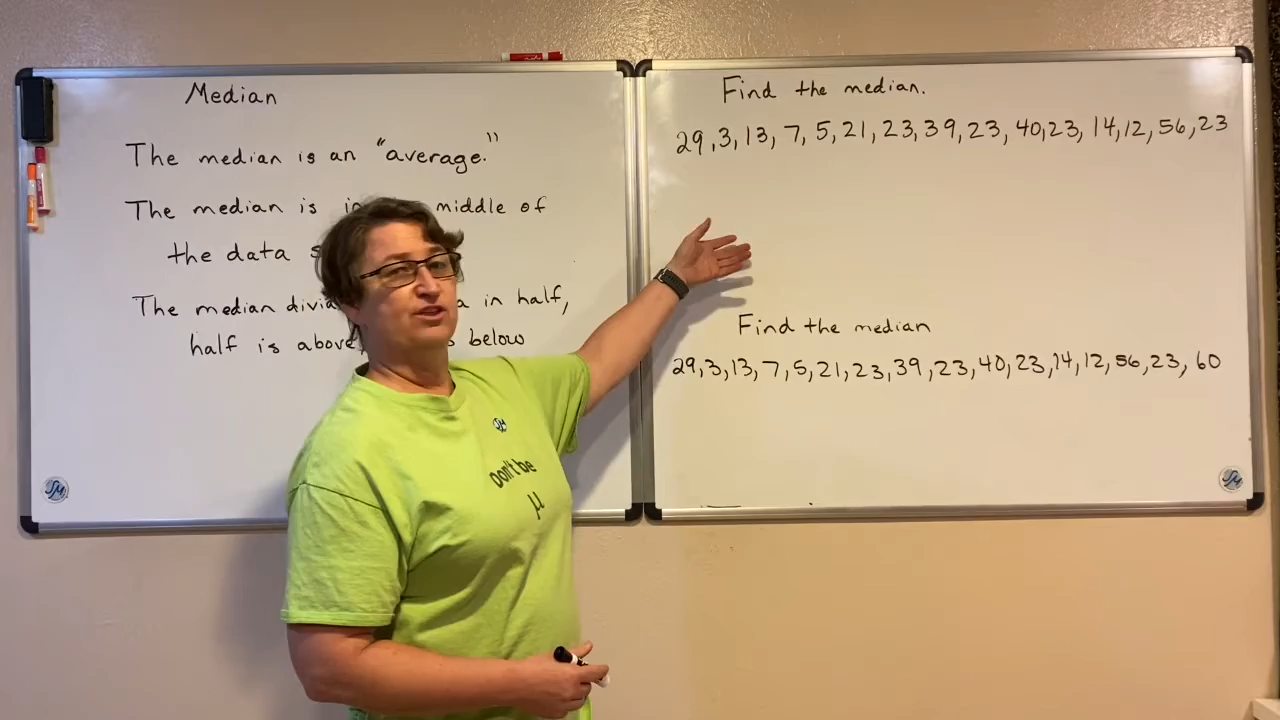 Median
The median is an "average."
The median is in middle of
the data
The median in half,
half is above, below
Find the median.
29, 3, 13, 7, 5, 21, 23, 39, 23, 40, 23, 14, 12, 56, 23
Find the median
29, 3, 13, 7, 5, 21, 23, 39, 23, 40, 23, 14, 12, 56, 23, 60
Don't be
μ